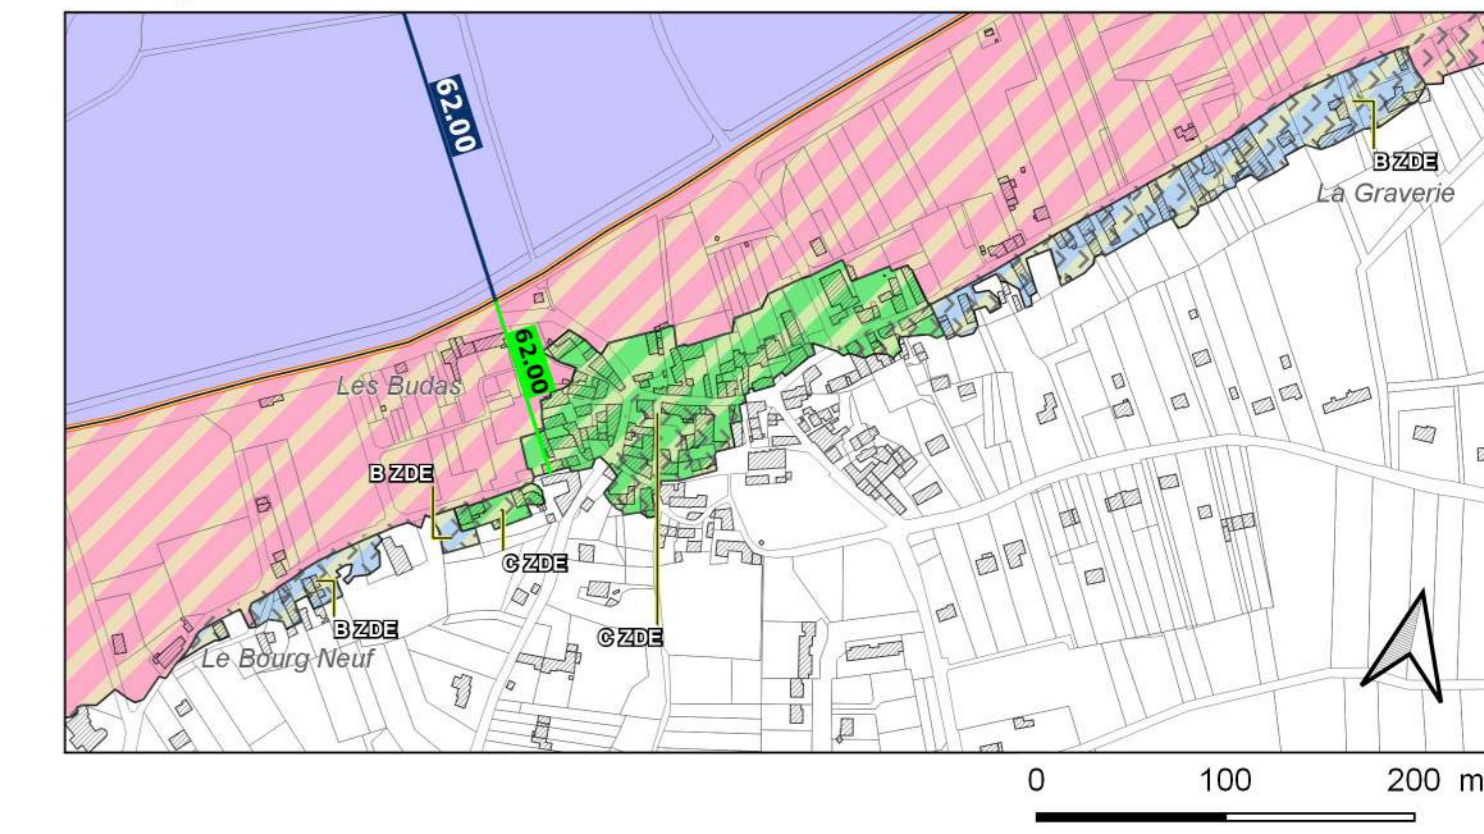 62.00
B ZDE
La Graverie
62.00
Les Budas
B ZDE
C ZDE
B ZDE
C ZDE
Le Bourg Neuf
0 100 200 m